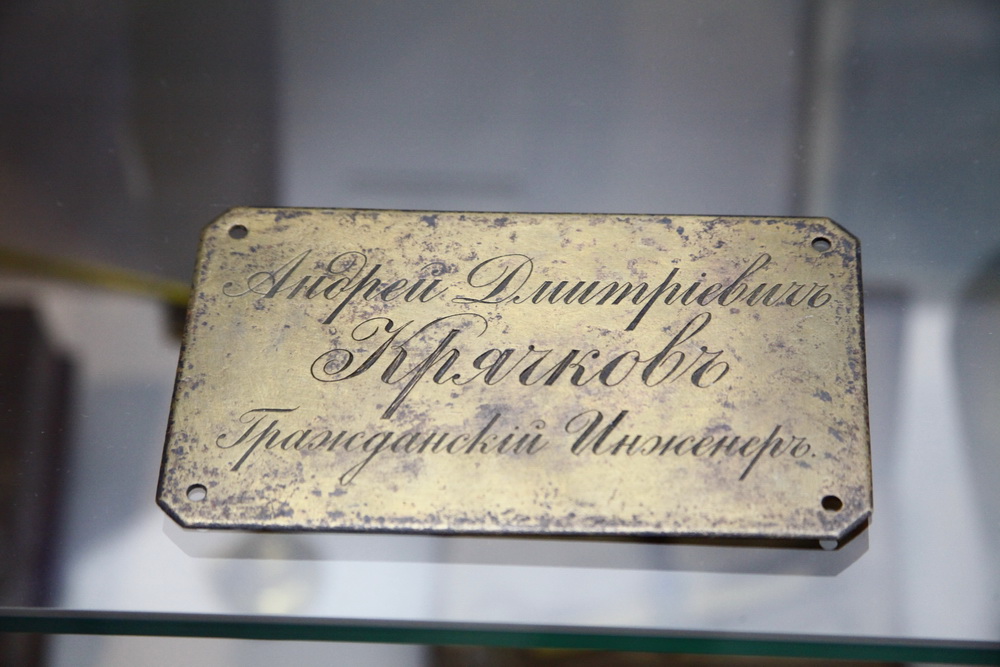 Андрей Дмитріевичъ
Крячковъ
Гражданскій Инженеръ.